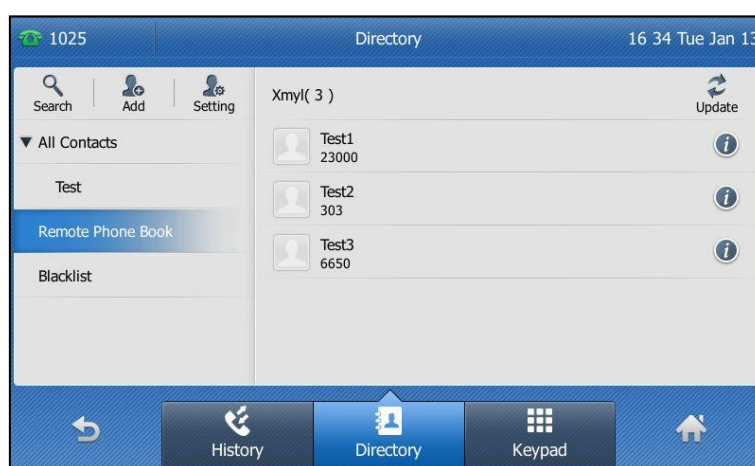 1025
Directory
16 34 Tue Jan 13
Search
Add
Setting
Xmyl( 3 )
Update
All Contacts
Test
Remote Phone Book
Blacklist
Test1
23000
Test2
303
Test3
6650
History
Directory
Keypad